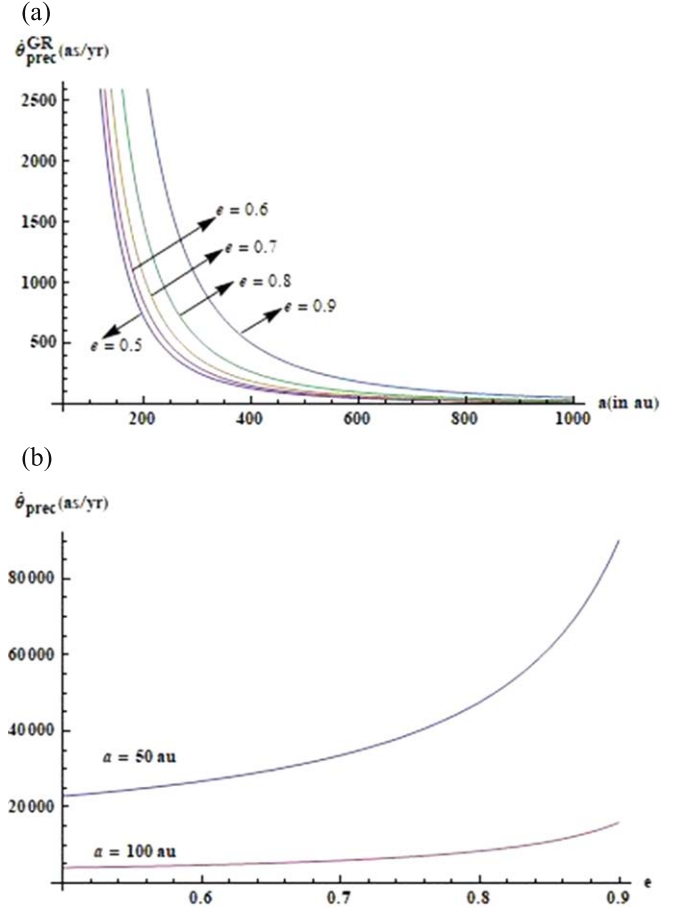 (a)
θ̇ GR prec (as/yr)
2500
2000
1500
1000
500
e = 0.6
e = 0.7
e = 0.8
e = 0.9
e = 0.5
200 400 600 800 1000 a(in au)
(b)
θ̇ prec (as/yr)
80000
60000
40000
20000
a = 50 au
a = 100 au
0.6 0.7 0.8 0.9 e